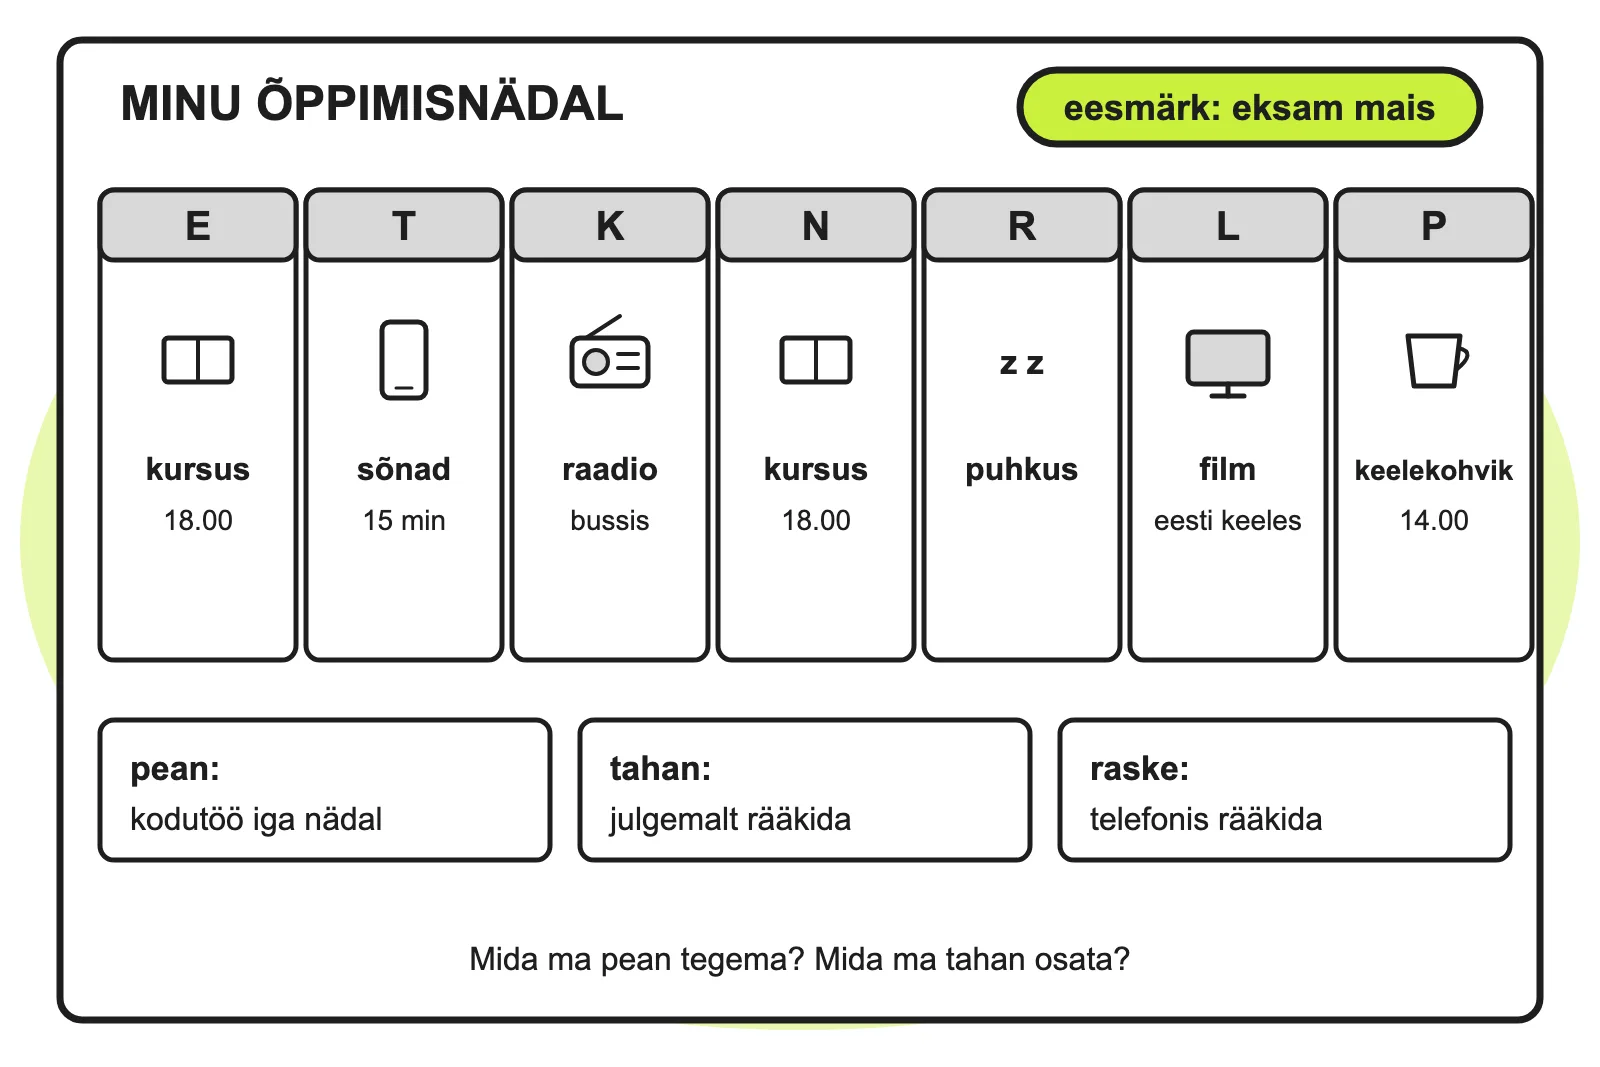 MINU ÕPPIMISNÄDAL
eesmärk: eksam mais
E
T
K
N
R
L
P
z z
kursus
sõnad
raadio
kursus
puhkus
film
keelekohvik
18.00
15 min
bussis
18.00
eesti keeles
14.00
pean:
kodutöö iga nädal
tahan:
julgemalt rääkida
raske:
telefonis rääkida
Mida ma pean tegema? Mida ma tahan osata?